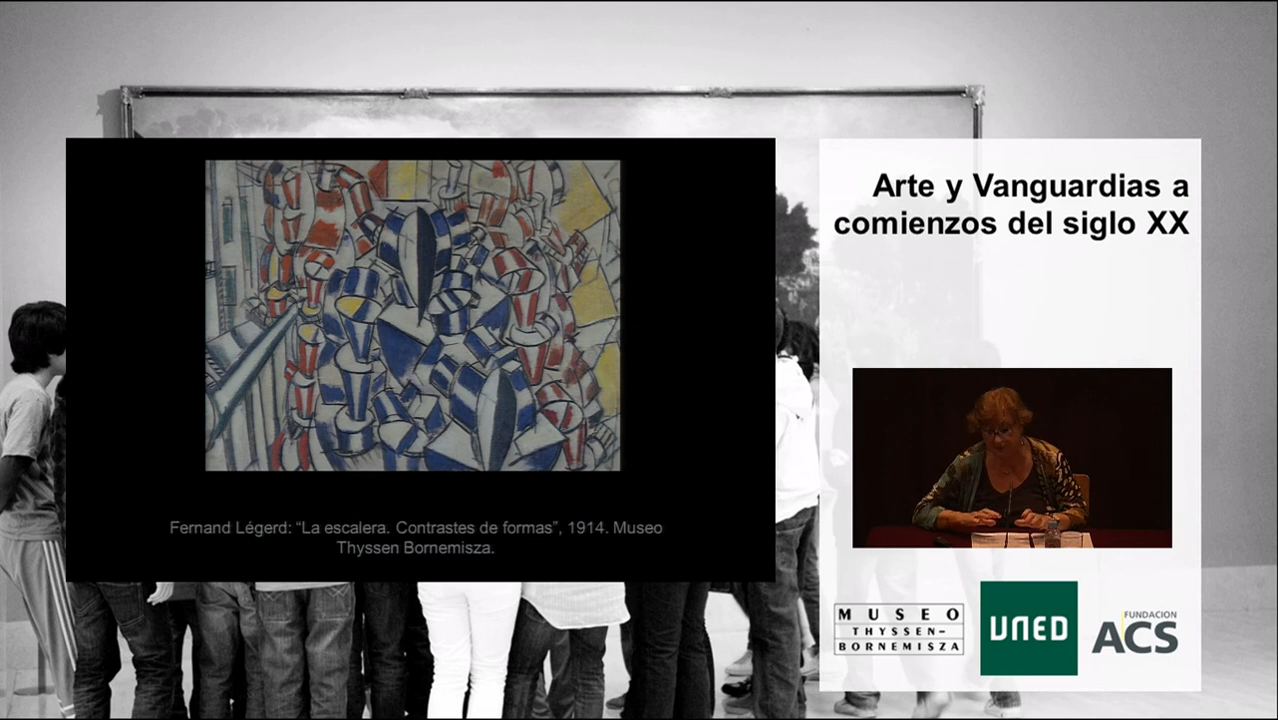 Arte y Vanguardias a
comienzos del siglo XX
Fernand Légerd: “La escalera. Contrastes de formas”, 1914. Museo
Thyssen Bornemisza.
MUSEO
THYSSEN-
BORNEMISZA
UNED
FUNDACION
ACS